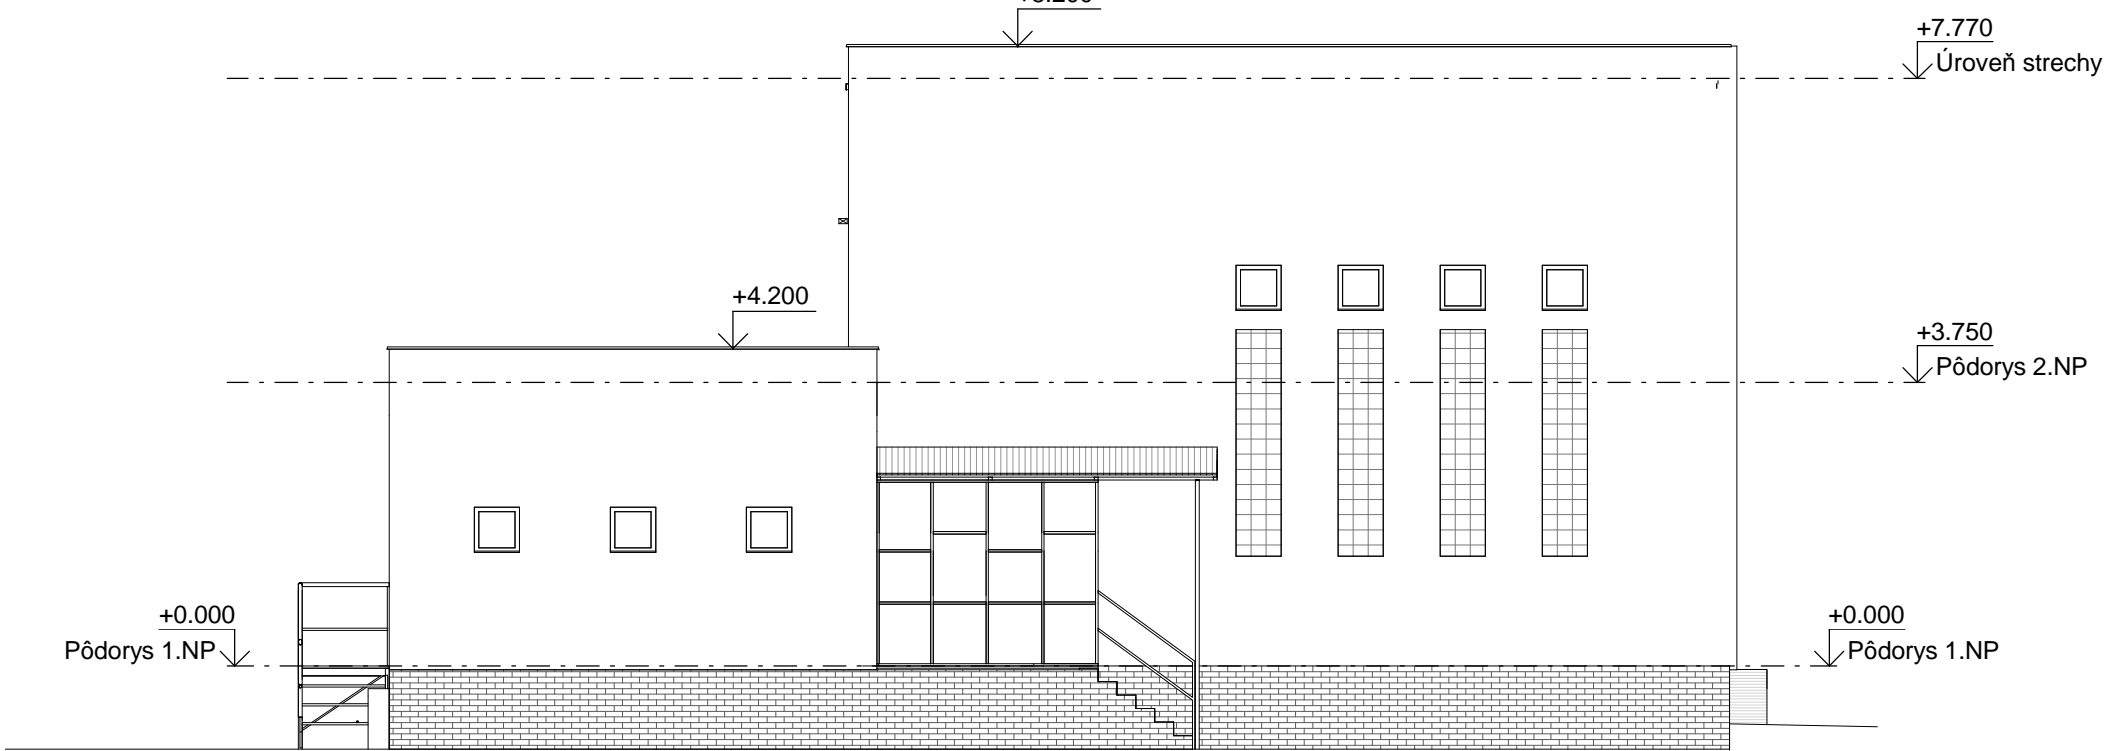 +7.770
Úroveň strechy
+4.200
+3.750
Pôdorys 2.NP
+0.000
Pôdorys 1.NP
+0.000
Pôdorys 1.NP